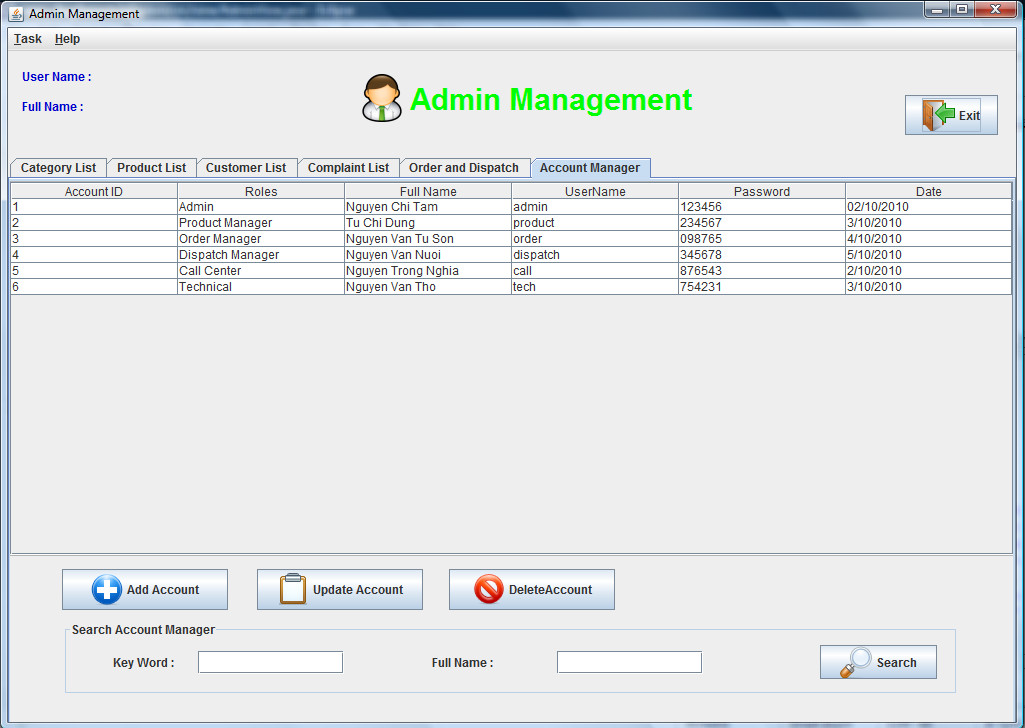 Admin Management
Task Help
User Name :
Full Name :
Admin Management
Exit
Category List Product List Customer List Complaint List Order and Dispatch Account Manager
Account ID Roles Full Name UserName Password Date
1 Admin Nguyen Chi Tam admin 123456 02/10/2010
2 Product Manager Tu Chi Dung product 234567 3/10/2010
3 Order Manager Nguyen Van Tu Son order 098765 4/10/2010
4 Dispatch Manager Nguyen Van Nuoi dispatch 345678 5/10/2010
5 Call Center Nguyen Trong Nghia call 876543 2/10/2010
6 Technical Nguyen Van Tho tech 754231 3/10/2010
Add Account Update Account DeleteAccount
Search Account Manager
Key Word : Full Name : Search